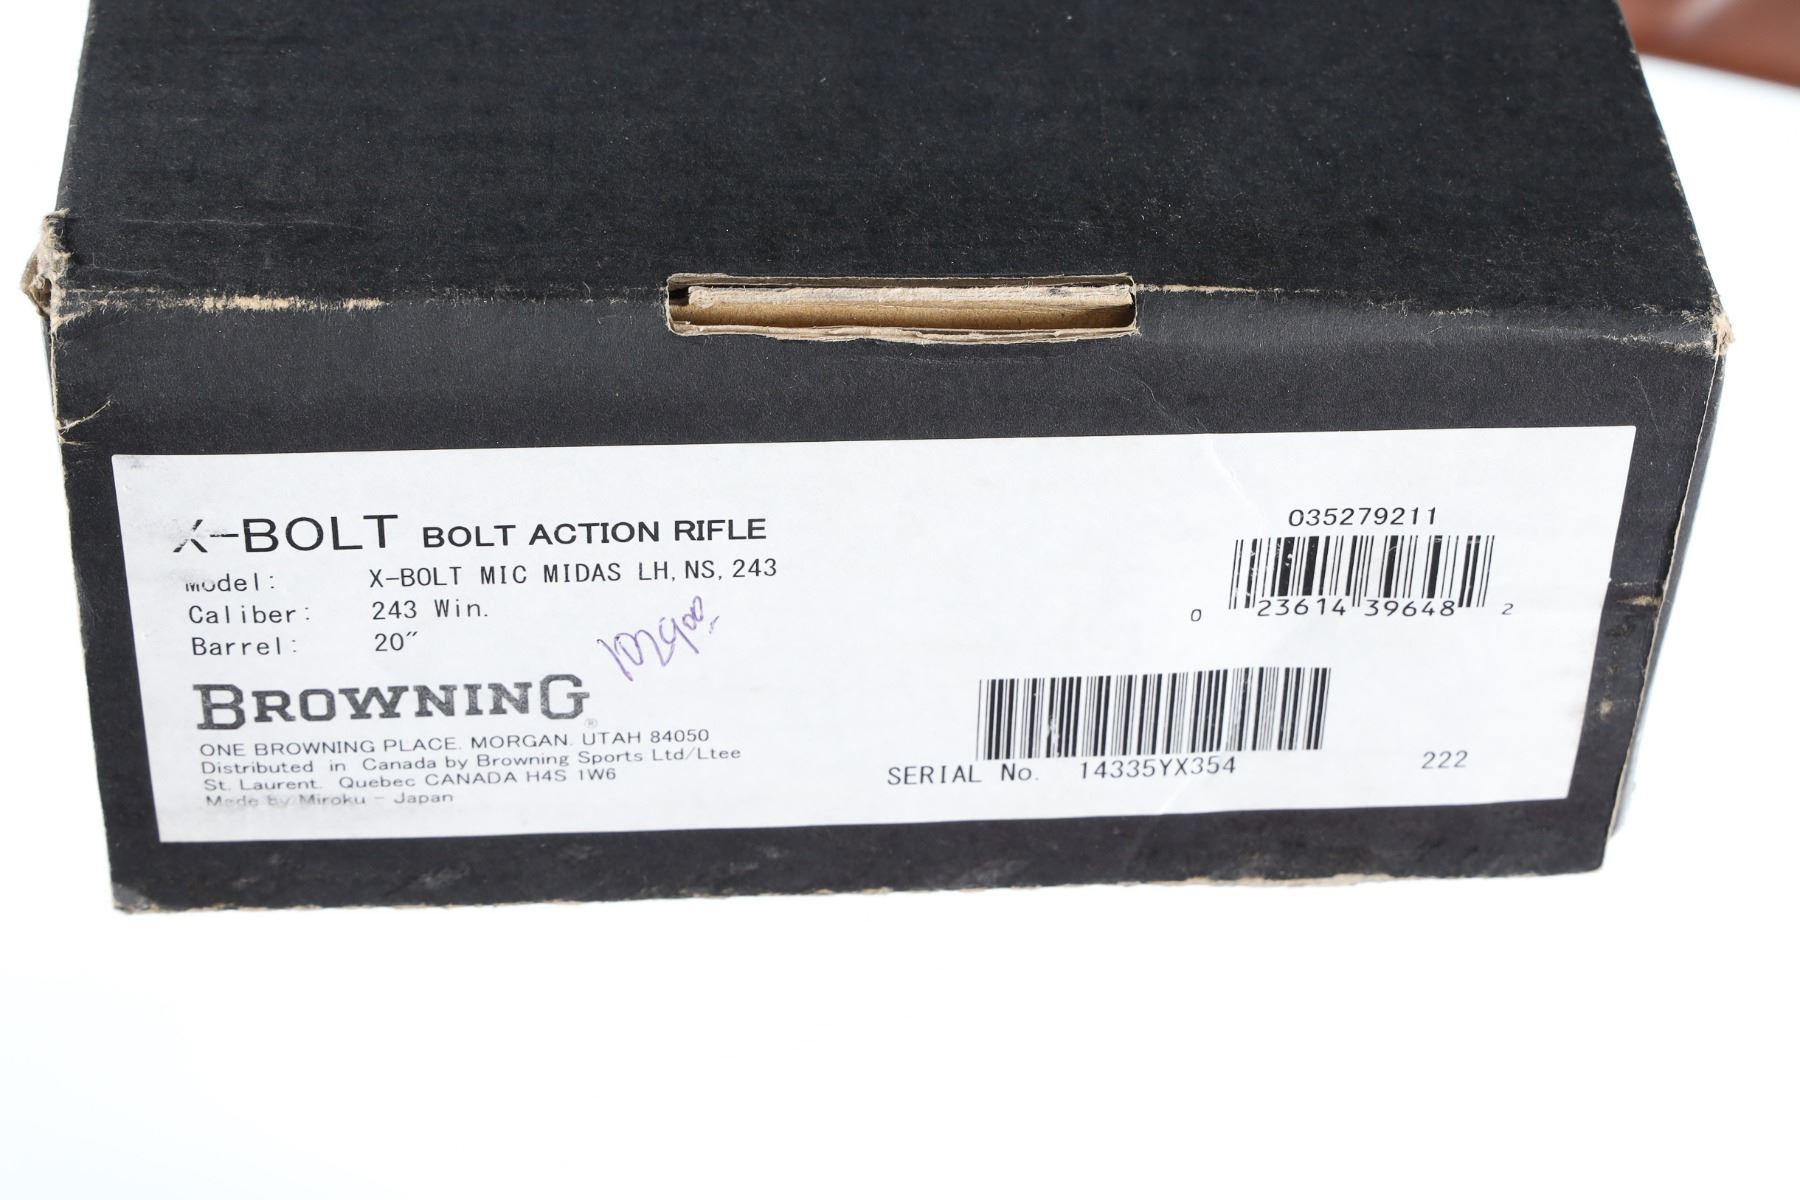 X-BOLT BOLT ACTION RIFLE
Model: X-BOLT MIC MIDAS LH, NS, 243
Caliber: 243 Win.
Barrel: 20″
BROWNING®
ONE BROWNING PLACE. MORGAN. UTAH 84050
Distributed in Canada by Browning Sports Ltd/Ltee
St. Laurent. Quebec CANADA H4S 1W6
Made by Miroku - Japan
035279211
0 23614 39648 2
SERIAL No. 14335YX354
222